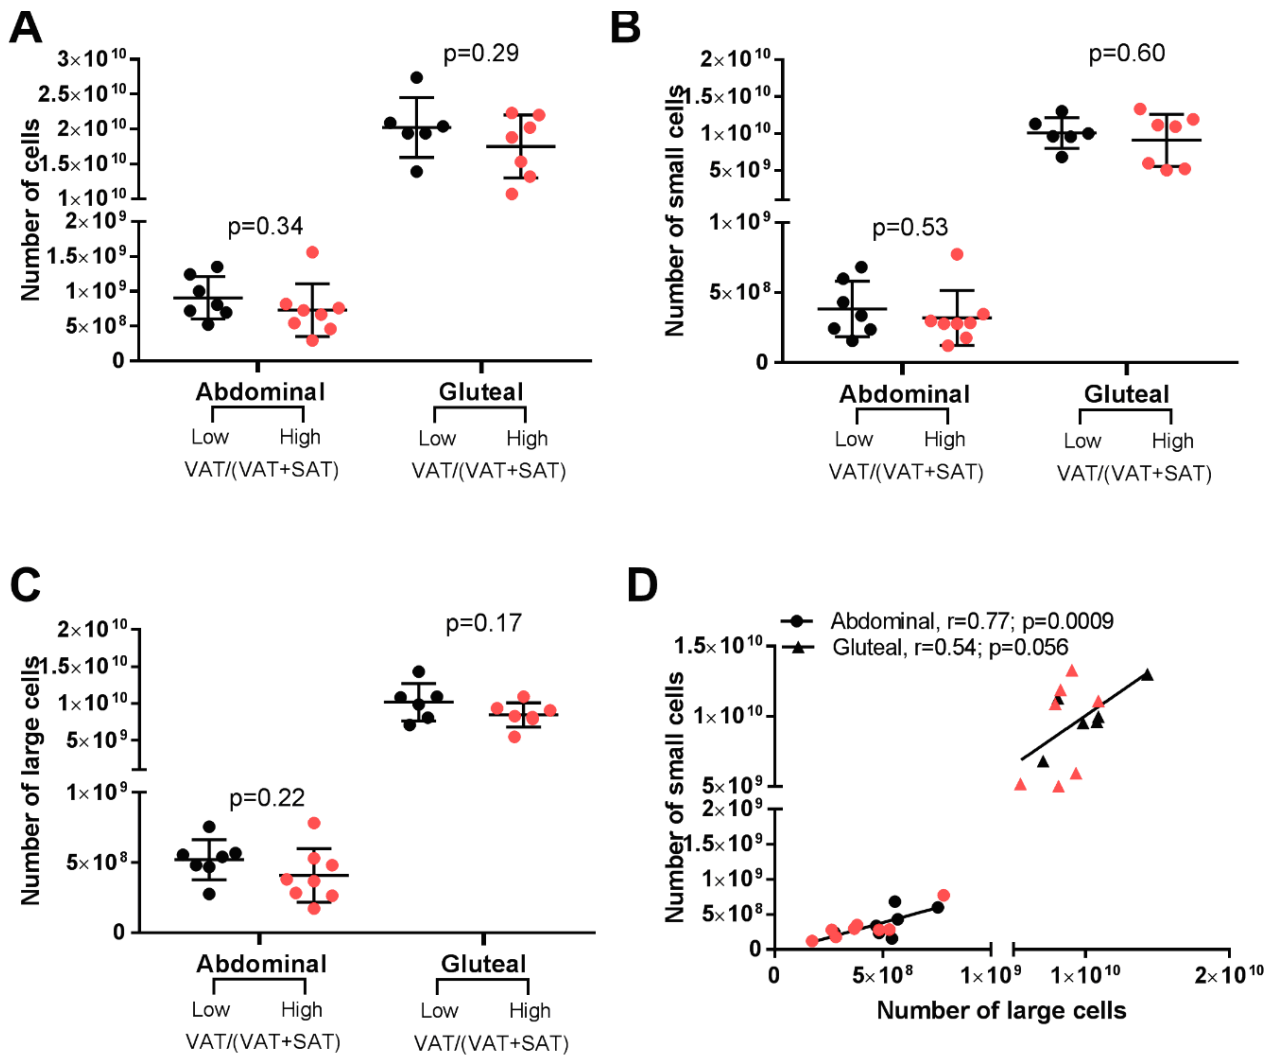 A
Number of cells
3×10¹⁰
2.5×10¹⁰
2×10¹⁰
1.5×10¹⁰
1×10¹⁰
2×10⁹
1.5×10⁹
1×10⁹
5×10⁸
0
p=0.34
p=0.29
Abdominal
Gluteal
Low High Low High
VAT/(VAT+SAT) VAT/(VAT+SAT)
B
Number of small cells
2×10¹⁰
1.5×10¹⁰
1×10¹⁰
5×10⁹
1×10⁹
5×10⁸
0
p=0.53
p=0.60
Abdominal
Gluteal
Low High Low High
VAT/(VAT+SAT) VAT/(VAT+SAT)
C
Number of large cells
2×10¹⁰
1.5×10¹⁰
1×10¹⁰
5×10⁹
1×10⁹
5×10⁸
0
p=0.22
p=0.17
Abdominal
Gluteal
Low High Low High
VAT/(VAT+SAT) VAT/(VAT+SAT)
D
Abdominal, r=0.77; p=0.0009
Gluteal, r=0.54; p=0.056
Number of small cells
1.5×10¹⁰
1×10¹⁰
5×10⁹
2×10⁹
1.5×10⁹
1×10⁹
5×10⁸
0
0 5×10⁸ 1×10⁹ 1×10¹⁰ 2×10¹⁰
Number of large cells